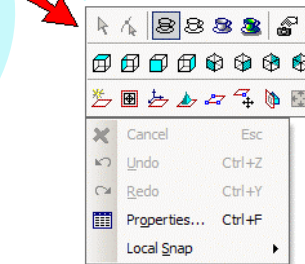 Cancel Esc
Undo Ctrl+Z
Redo Ctrl+Y
Properties... Ctrl+F
Local Snap